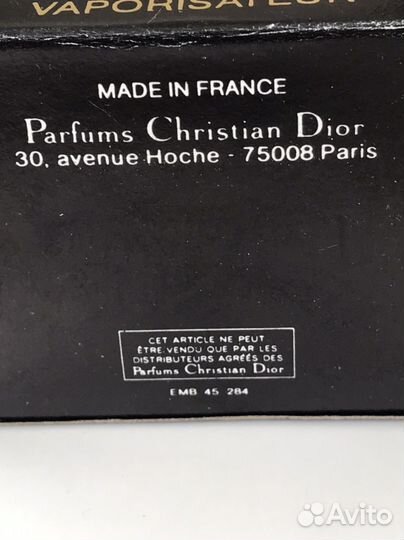 VAPORISATEUR
MADE IN FRANCE
Parfums Christian Dior
30, avenue Hoche - 75008 Paris
CET ARTICLE NE PEUT
ÊTRE VENDU QUE PAR LES
DISTRIBUTEURS AGRÉÉS DES
Parfums Christian Dior
EMB 45 284
Avito